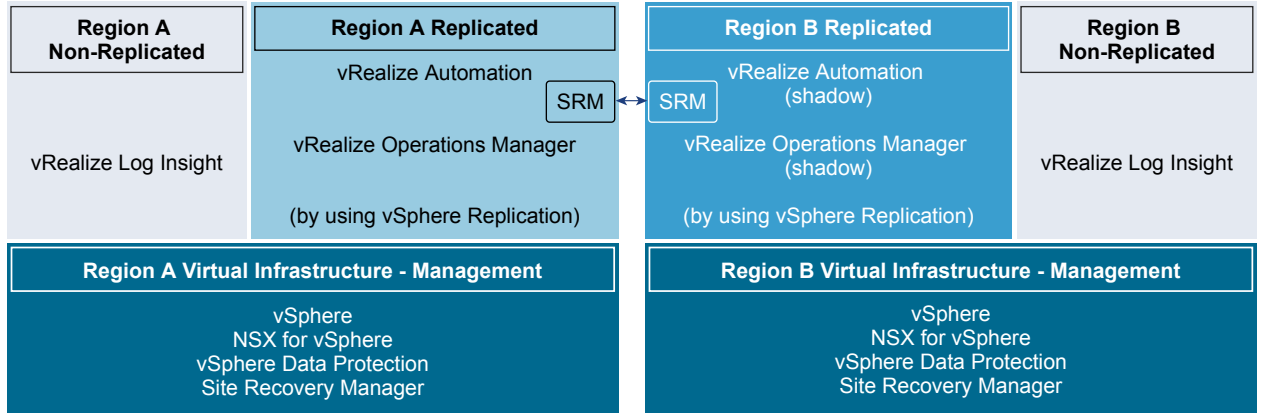 Region A
Non-Replicated
vRealize Log Insight
Region A Replicated
vRealize Automation
SRM
vRealize Operations Manager
(by using vSphere Replication)
Region B Replicated
vRealize Automation
(shadow)
SRM
vRealize Operations Manager
(shadow)
(by using vSphere Replication)
Region B
Non-Replicated
vRealize Log Insight
Region A Virtual Infrastructure - Management
vSphere
NSX for vSphere
vSphere Data Protection
Site Recovery Manager
Region B Virtual Infrastructure - Management
vSphere
NSX for vSphere
vSphere Data Protection
Site Recovery Manager